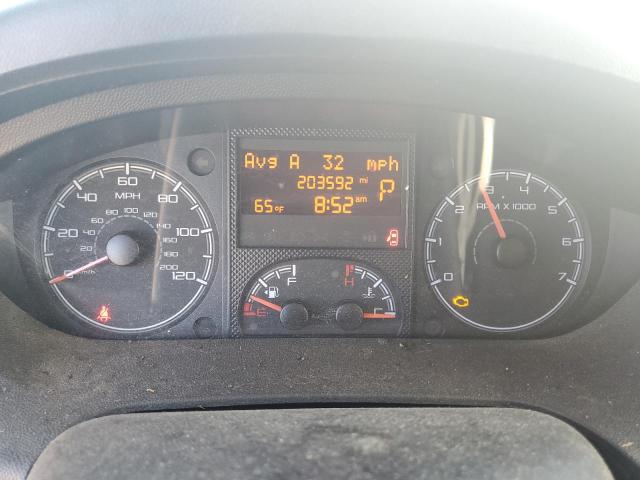 Avg A 32 mph
203592 mi P
65°F 8:52 am
0 20 40 60 80 100 120
MPH
20 40 60 80 100 120 140 160 180 200
km/h
F
E
H
C
0 1 2 3 4 5 6 7
RPM X 1000